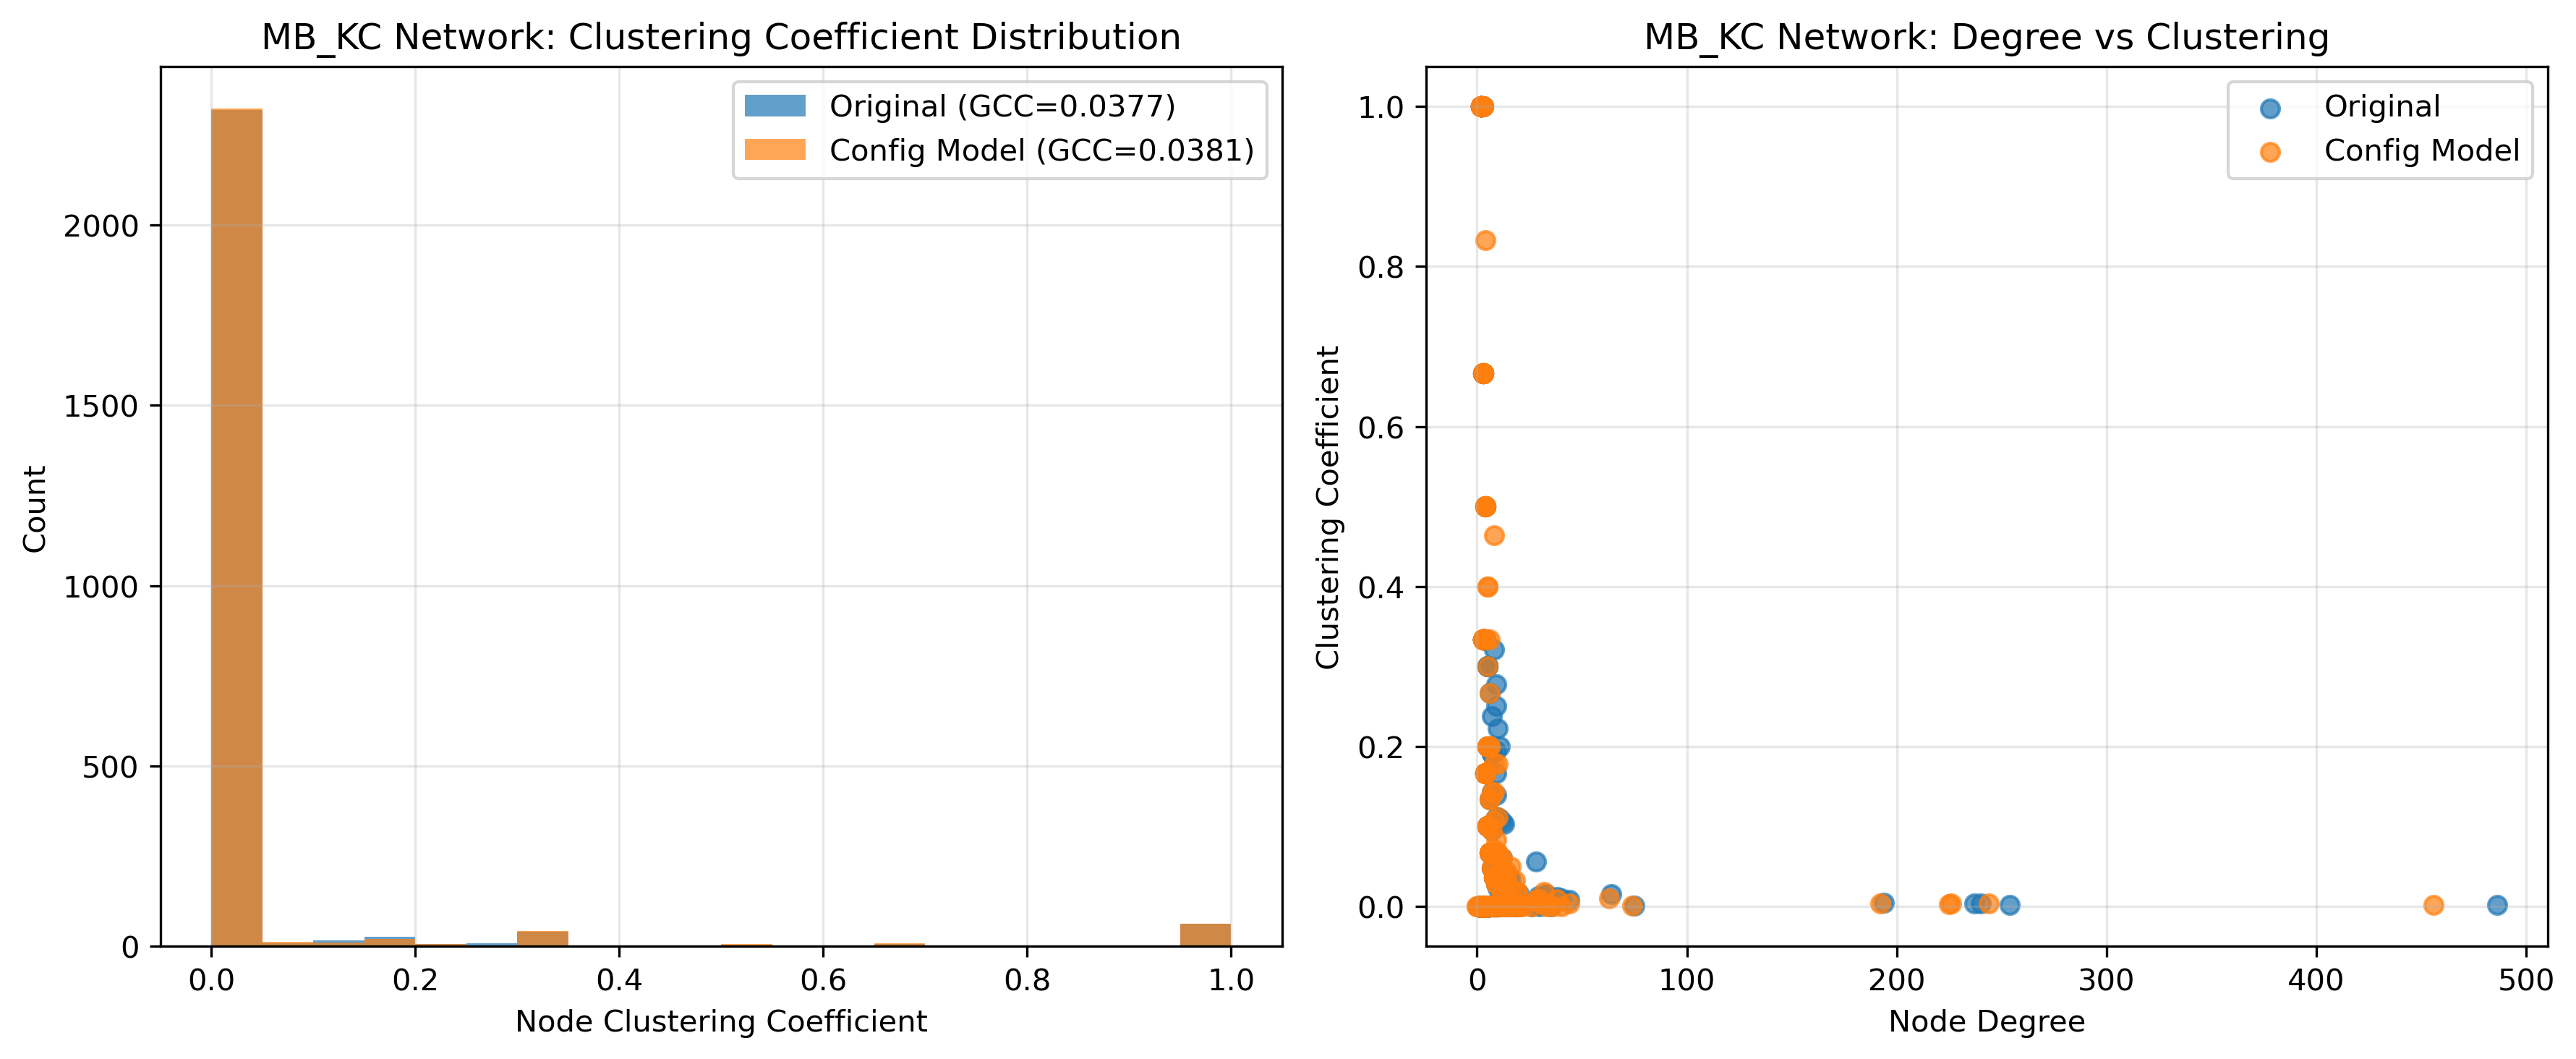 MB_KC Network: Clustering Coefficient Distribution
Original (GCC=0.0377)
Config Model (GCC=0.0381)
Count
2000
1500
1000
500
0
0.0 0.2 0.4 0.6 0.8 1.0
Node Clustering Coefficient
MB_KC Network: Degree vs Clustering
Original
Config Model
Clustering Coefficient
1.0
0.8
0.6
0.4
0.2
0.0
0 100 200 300 400 500
Node Degree